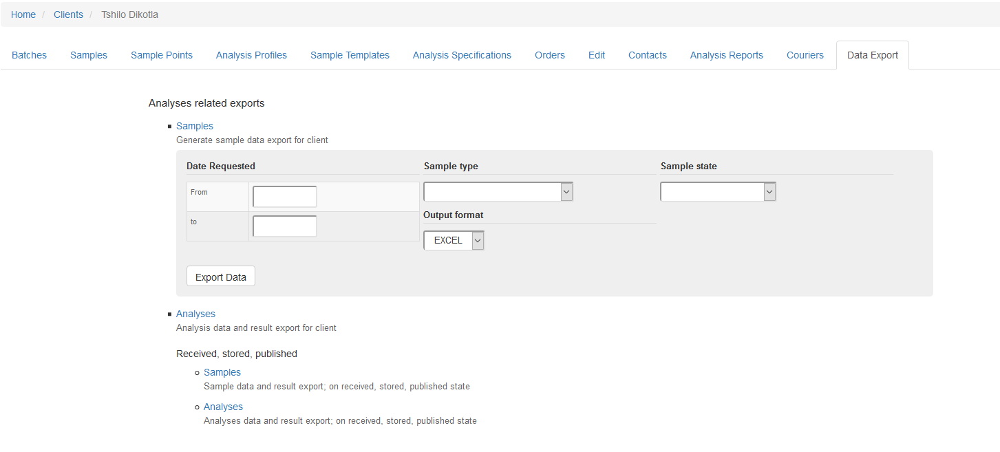 Home / Clients / Tshilo Dikotla
Batches Samples Sample Points Analysis Profiles Sample Templates Analysis Specifications Orders Edit Contacts Analysis Reports Couriers Data Export
Analyses related exports
Samples
Generate sample data export for client
Date Requested Sample type Sample state
From
to
Output format
EXCEL
Export Data
Analyses
Analysis data and result export for client
Received, stored, published
Samples
Sample data and result export; on received, stored, published state
Analyses
Analyses data and result export; on received, stored, published state